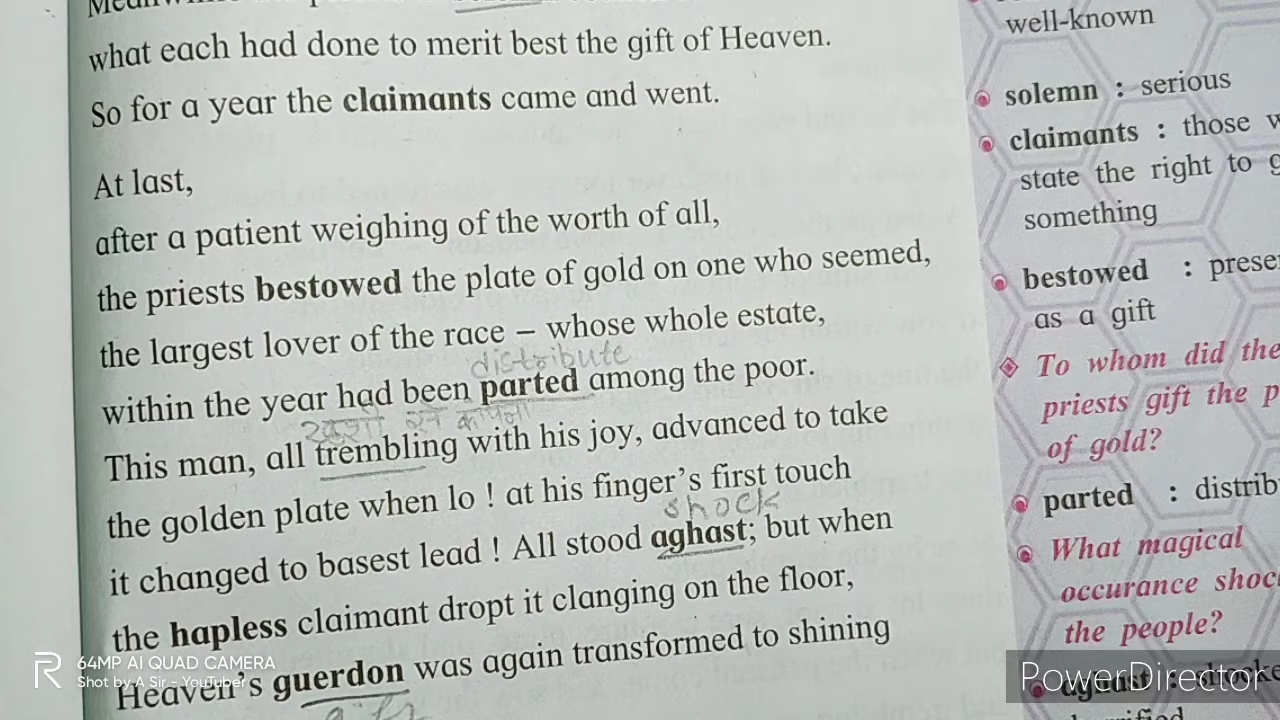 what each had done to merit best the gift of Heaven.
So for a year the claimants came and went.
At last,
after a patient weighing of the worth of all,
the priests bestowed the plate of gold on one who seemed,
the largest lover of the race – whose whole estate,
distribute
within the year had been parted among the poor.
This man, all trembling with his joy, advanced to take
the golden plate when lo ! at his finger's first touch
shock
it changed to basest lead ! All stood aghast; but when
the hapless claimant dropt it clanging on the floor,
Heaven's guerdon was again transformed to shining
well-known
solemn : serious
claimants : those
state the right to
something
bestowed :
as a gift
To whom did the
priests gift the
of gold?
parted :
What magical
occurance
the people?
aghast :
64MP AI QUAD CAMERA
Shot by A Sir - YouTuber
PowerDirector